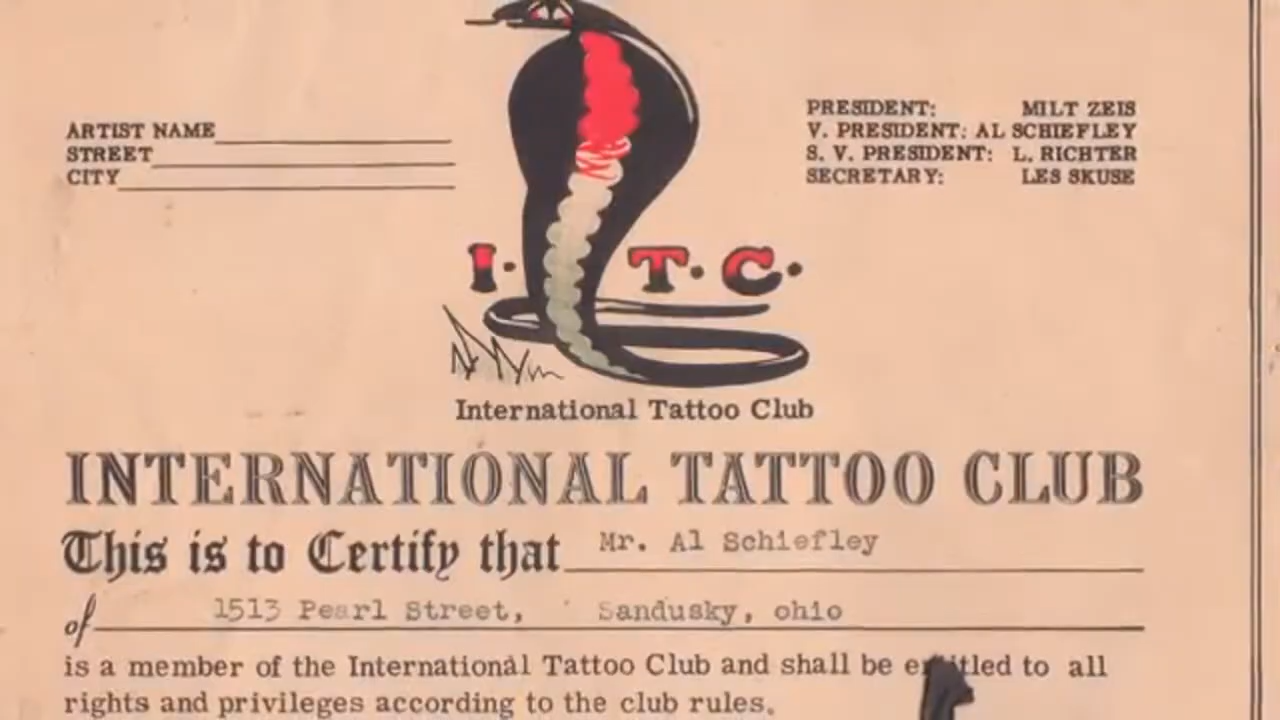 ARTIST NAME
STREET
CITY
PRESIDENT: MILT ZEIS
V. PRESIDENT: AL SCHIEFLEY
S. V. PRESIDENT: L. RICHTER
SECRETARY: LES SKUSE
I. T. C.
International Tattoo Club
INTERNATIONAL TATTOO CLUB
This is to Certify that Mr. Al Schiefley
of 1513 Pearl Street, Sandusky, ohio
is a member of the International Tattoo Club and shall be entitled to all
rights and privileges according to the club rules.